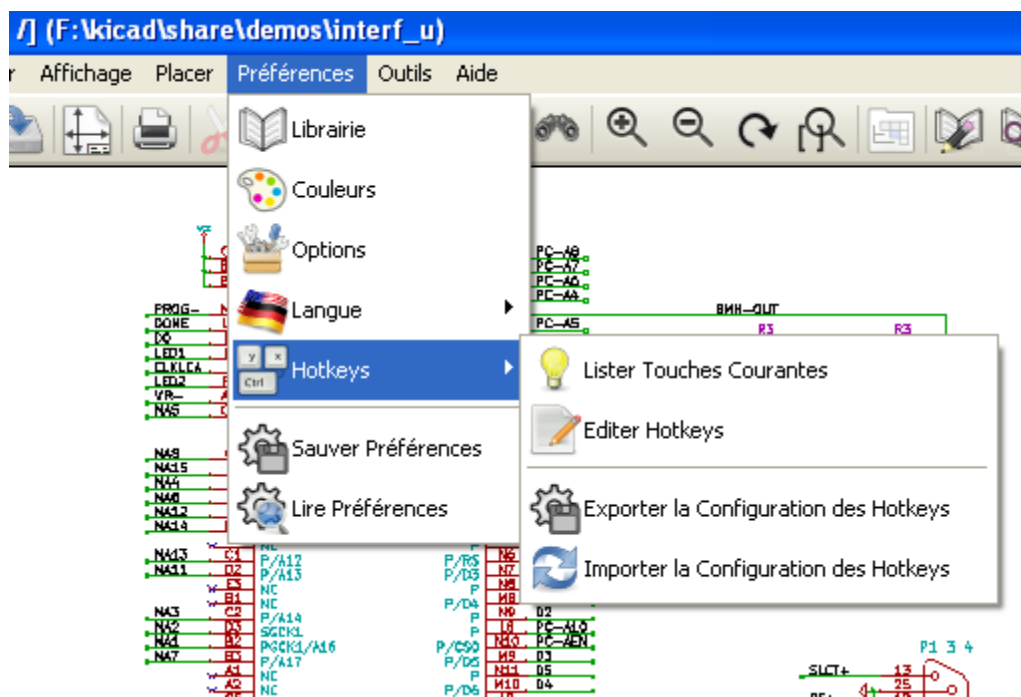 /] (F:\kicad\share\demos\interf_u)
Affichage Placer Préférences Outils Aide
Librairie
Couleurs
Options
Langue
Hotkeys
Sauver Préférences
Lire Préférences
y x
Ctrl
Lister Touches Courantes
Editer Hotkeys
Exporter la Configuration des Hotkeys
Importer la Configuration des Hotkeys
PC-A8
PC-A7
PC-A6
PC-A4
PC-A5
PROG-
DONE
DO
LED1
CLKLCA
LED2
VR-
NA5
BMH-OUT
R3 R3
NA9
NA15
NA4
NA0
NA12
NA14
NA13 C1 P/A12 P/RS N6
NA11 D2 P/A13 P/D3 N7
E3 NC P N8
B1 NC P/D4 M8
NA3 C2 P/A14 P N9 D2
NA2 D3 SGCK1 P L8 PC-A10
NA1 B2 PGCK1/A16 P/CS0 N10 PC-AEN
NA7 B3 P/A17 P/D5 M9 D3
A1 NC P N11 D5
A2 NC P/D6 M10 D4
P1 3 4
SLCT+ 13
25